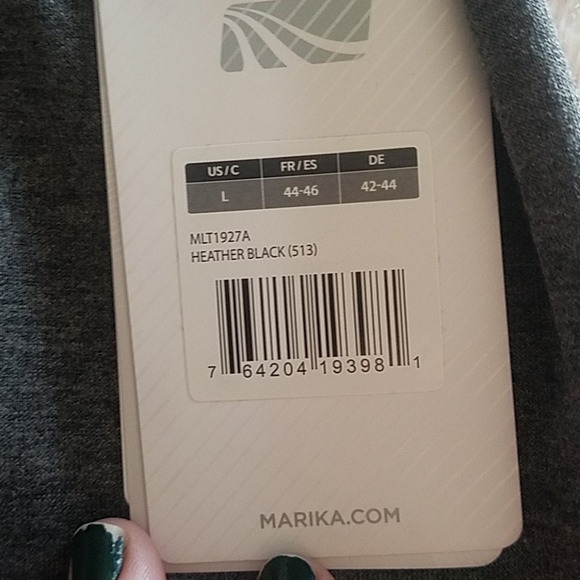 US/C FR/ES DE
L 44-46 42-44
MLT1927A
HEATHER BLACK (513)
7 64204 19398 1
MARIKA.COM